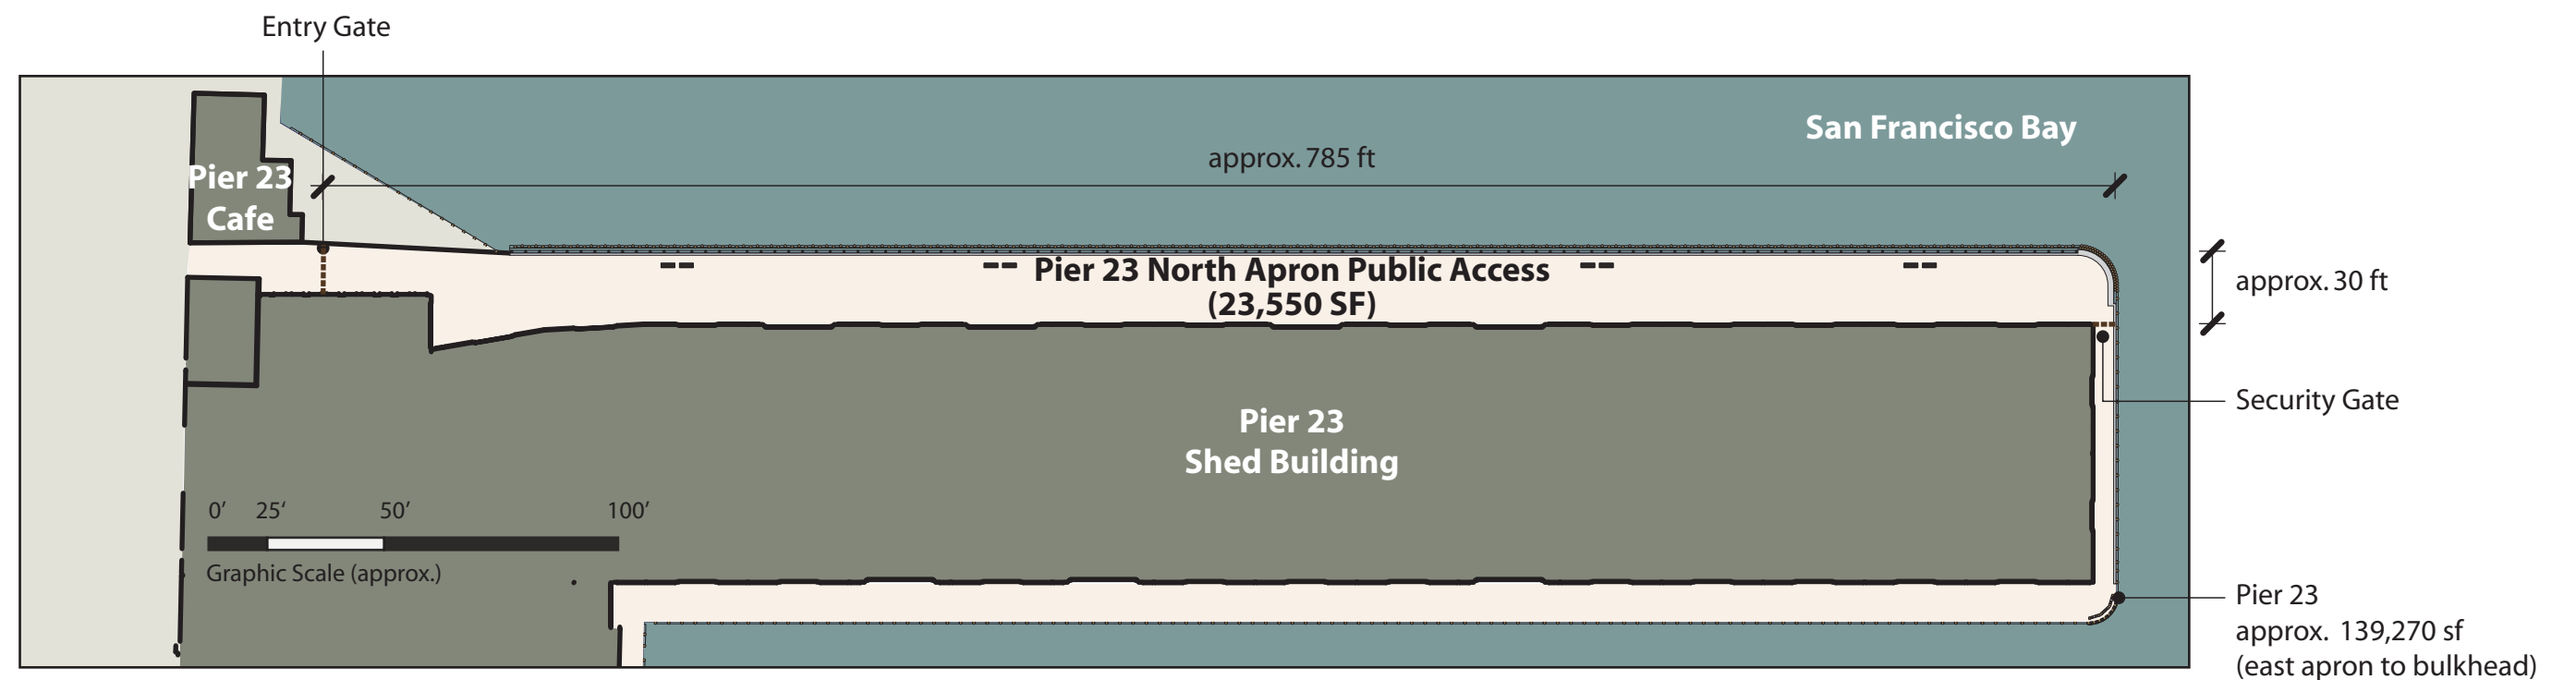 Entry Gate
San Francisco Bay
approx. 785 ft
Pier 23
Cafe
Pier 23 North Apron Public Access
(23,550 SF)
approx. 30 ft
Security Gate
Pier 23
Shed Building
0’ 25‘ 50’ 100’
Graphic Scale (approx.)
Pier 23
approx. 139,270 sf
(east apron to bulkhead)